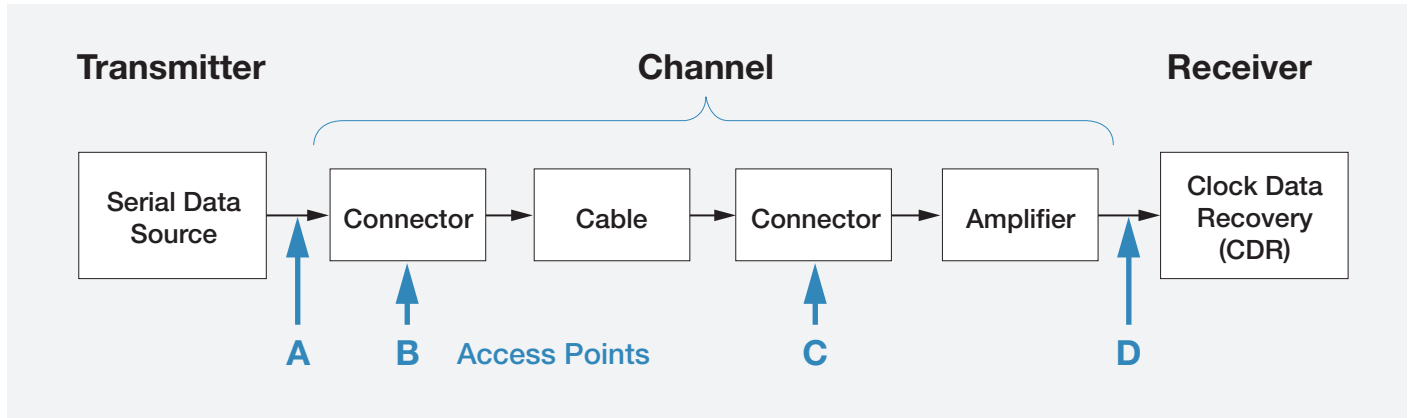 Transmitter
Channel
Receiver
Serial Data
Source
Connector
Cable
Connector
Amplifier
Clock Data
Recovery
(CDR)
A
B
Access Points
C
D